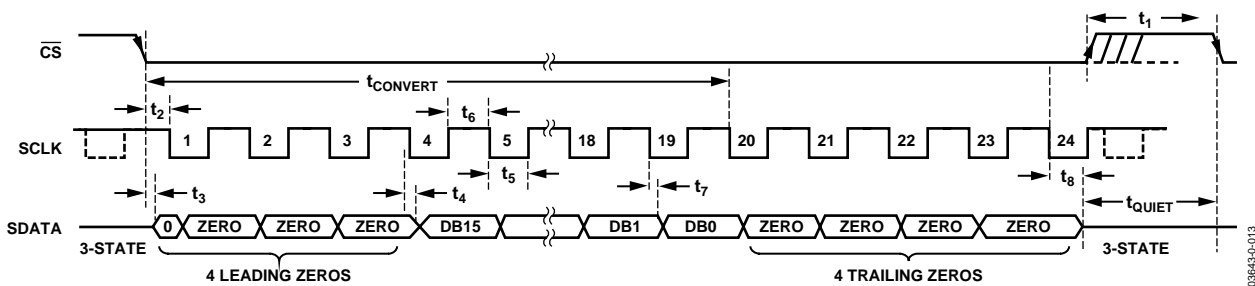 t1
CS
tCONVERT
t2
t6
SCLK
1 2 3 4 5 18 19 20 21 22 23 24
t3
t4
t5
t7
t8
tQUIET
SDATA
0 ZERO ZERO ZERO DB15 DB1 DB0 ZERO ZERO ZERO ZERO
3-STATE 3-STATE
4 LEADING ZEROS 4 TRAILING ZEROS
03643-0-013